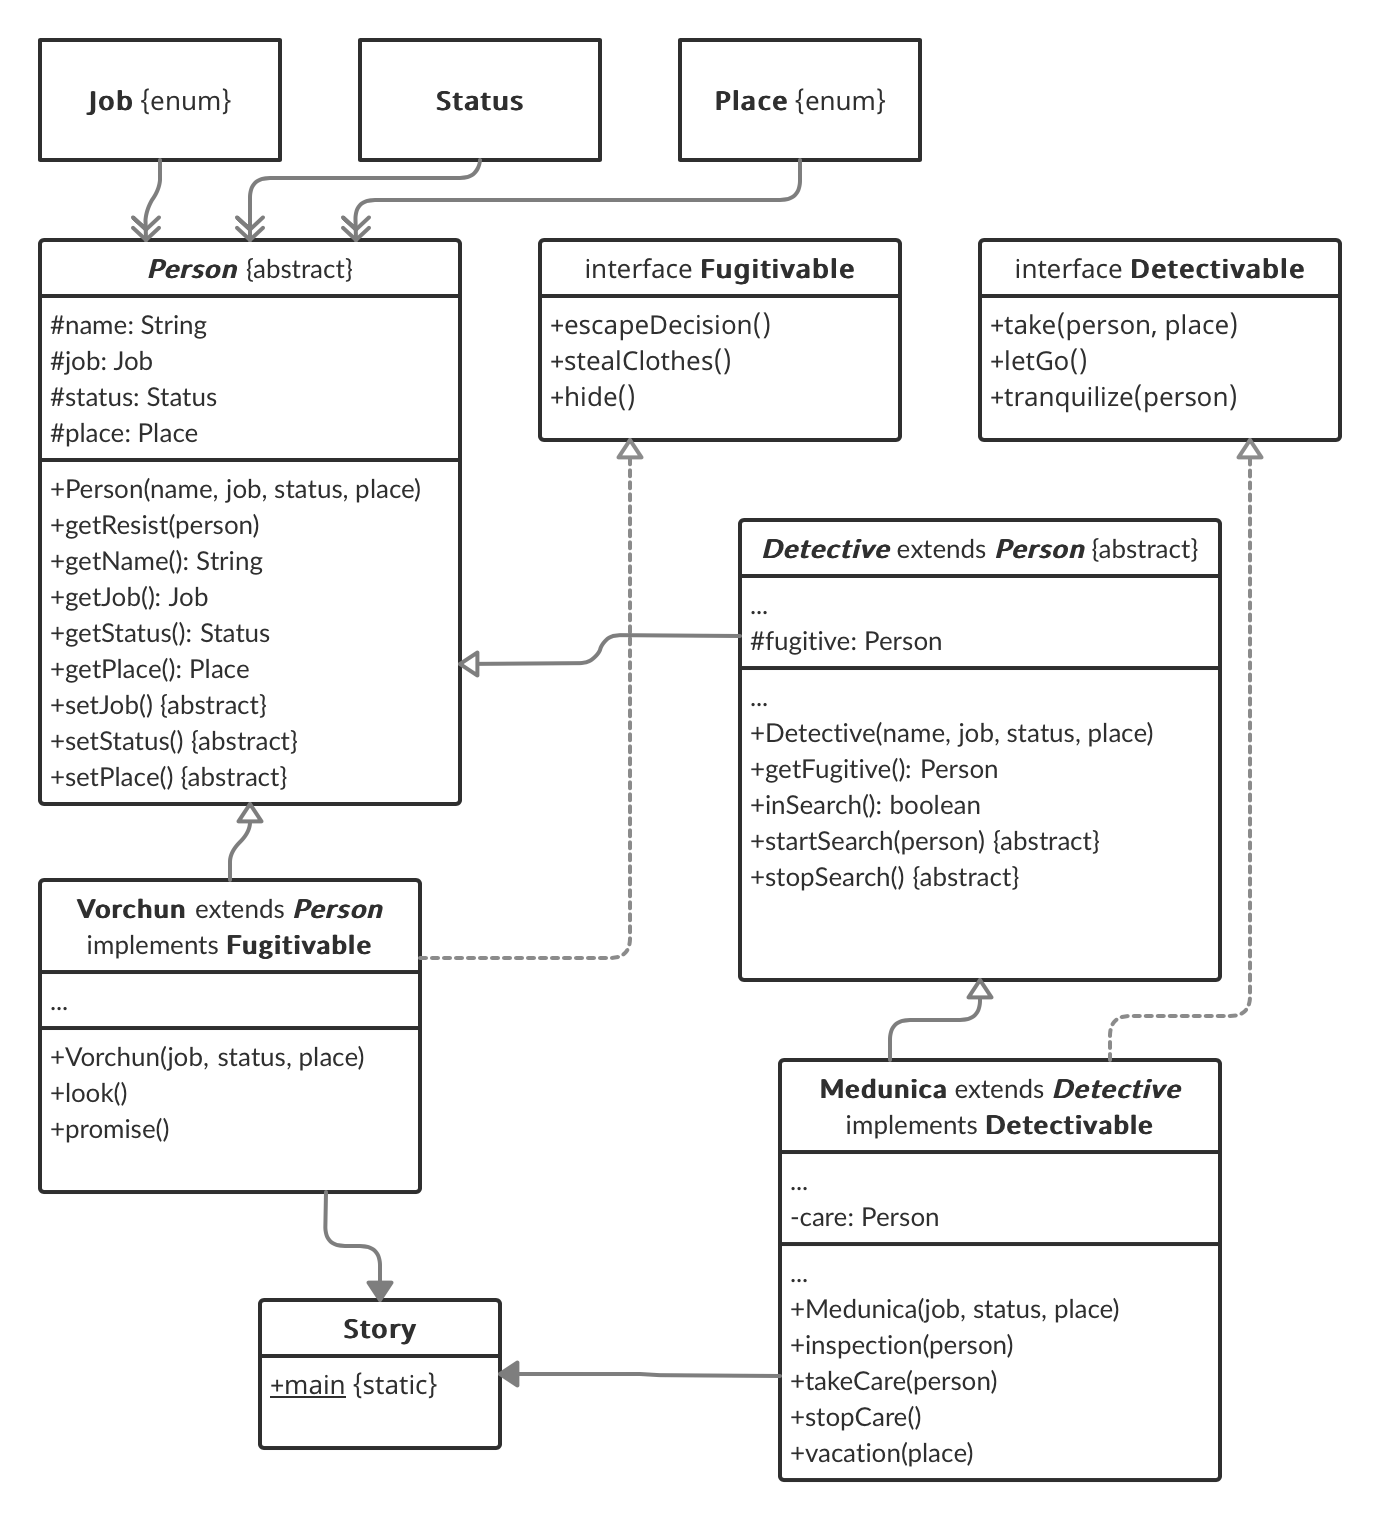 Job {enum}
Status
Place {enum}
Person {abstract}
#name: String
#job: Job
#status: Status
#place: Place
+Person(name, job, status, place)
+getResist(person)
+getName(): String
+getJob(): Job
+getStatus(): Status
+getPlace(): Place
+setJob() {abstract}
+setStatus() {abstract}
+setPlace() {abstract}
interface Fugitivable
+escapeDecision()
+stealClothes()
+hide()
interface Detectivable
+take(person, place)
+letGo()
+tranquilize(person)
Detective extends Person {abstract}
...
#fugitive: Person
...
+Detective(name, job, status, place)
+getFugitive(): Person
+inSearch(): boolean
+startSearch(person) {abstract}
+stopSearch() {abstract}
Vorchun extends Person
implements Fugitivable
...
+Vorchun(job, status, place)
+look()
+promise()
Medunica extends Detective
implements Detectivable
...
-care: Person
...
+Medunica(job, status, place)
+inspection(person)
+takeCare(person)
+stopCare()
+vacation(place)
Story
+main {static}